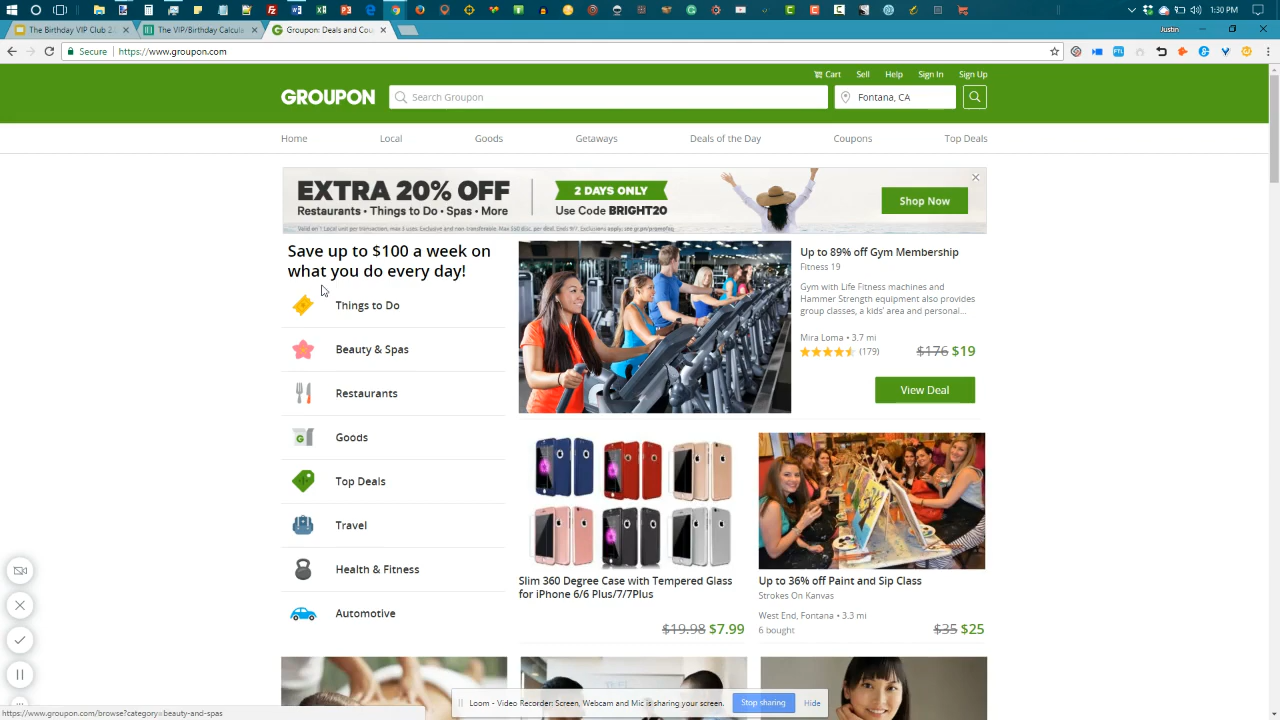 1:30 PM
The Birthday VIP Club 2
The VIP/Birthday Calcula
Groupon: Deals and Cou
Justin
Secure
https://www.groupon.com
Cart
Sell
Help
Sign In
Sign Up
GROUPON
Search Groupon
Fontana, CA
Home
Local
Goods
Getaways
Deals of the Day
Coupons
Top Deals
EXTRA 20% OFF
Restaurants • Things to Do • Spas • More
2 DAYS ONLY
Use Code BRIGHT20
Shop Now
Save up to $100 a week on
what you do every day!
Things to Do
Beauty & Spas
Restaurants
Goods
Top Deals
Travel
Health & Fitness
Automotive
Up to 89% off Gym Membership
Fitness 19
Gym with Life Fitness machines and
Hammer Strength equipment also provides
group classes, a kids' area and personal...
Mira Loma • 3.7 mi
(179)
$176 $19
View Deal
Slim 360 Degree Case with Tempered Glass
for iPhone 6/6 Plus/7/7Plus
$19.98 $7.99
Up to 36% off Paint and Sip Class
Strokes On Kanvas
West End, Fontana • 3.3 mi
6 bought
$35 $25
Loom - Video Recorder: Screen, Webcam and Mic is sharing your screen.
Stop sharing
Hide
https://www.groupon.com/browse?category=beauty-and-spas